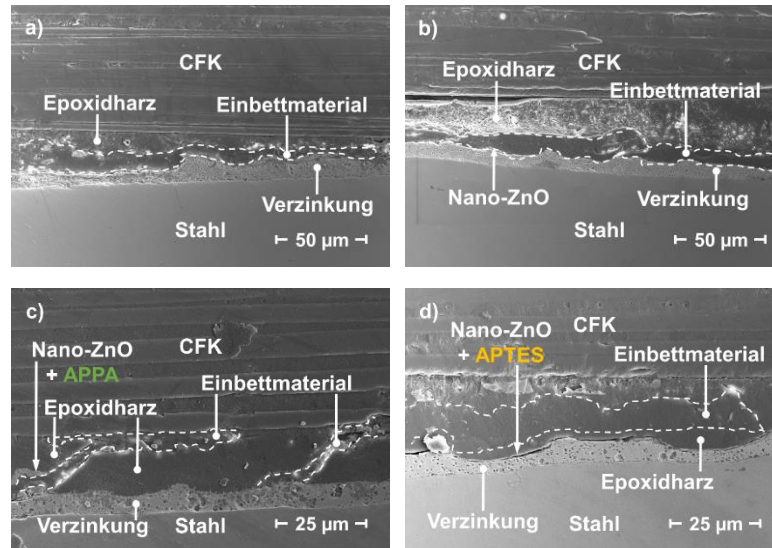 a)
CFK
Epoxidharz
Einbettmaterial
Verzinkung
Stahl
50 µm
b)
CFK
Epoxidharz
Einbettmaterial
Nano-ZnO
Verzinkung
Stahl
50 µm
c)
Nano-ZnO
+ APPA
CFK
Epoxidharz
Einbettmaterial
Verzinkung
Stahl
25 µm
d)
Nano-ZnO
+ APTES
CFK
Einbettmaterial
Epoxidharz
Verzinkung
Stahl
25 µm